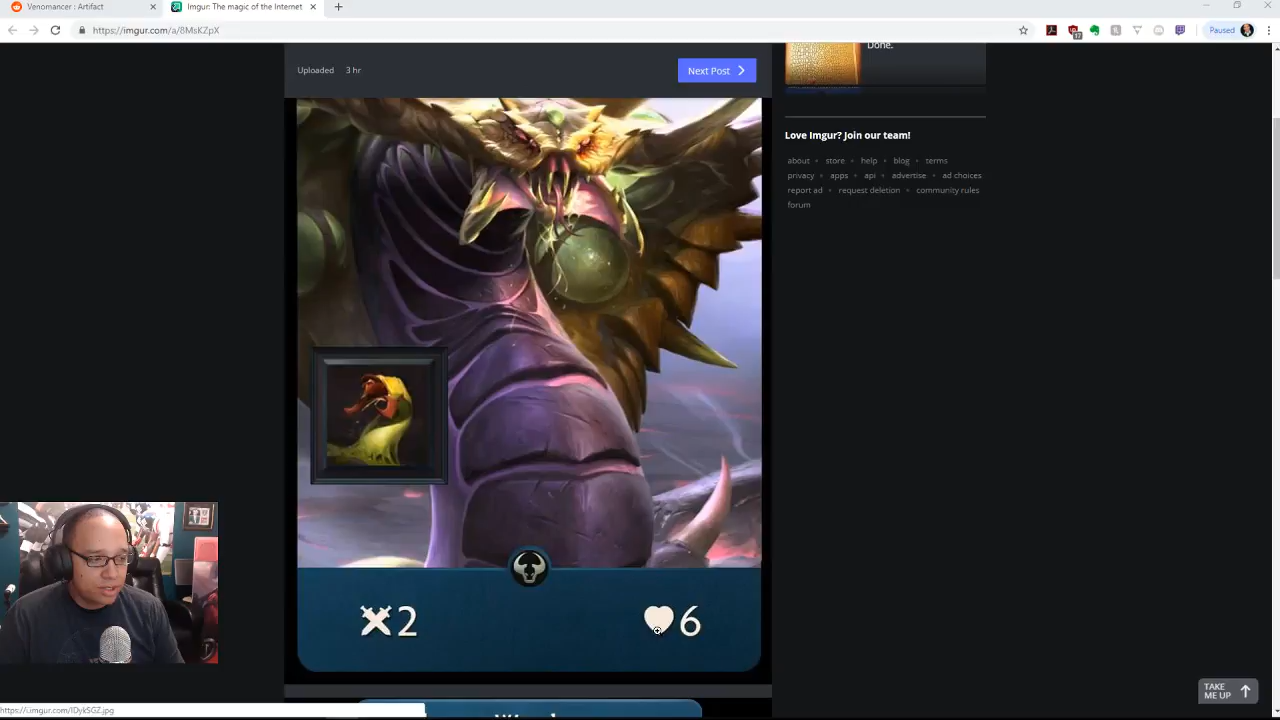 Venomancer : Artifact
Imgur: The magic of the Internet
https://imgur.com/a/8MsKZpX
17
Paused
Uploaded 3 hr
Next Post
Done.
Love Imgur? Join our team!
about • store • help • blog • terms
privacy • apps • api • advertise • ad choices
report ad • request deletion • community rules
forum
2
6
TAKE
ME UP
https://i.imgur.com/IDykSGZ.jpg